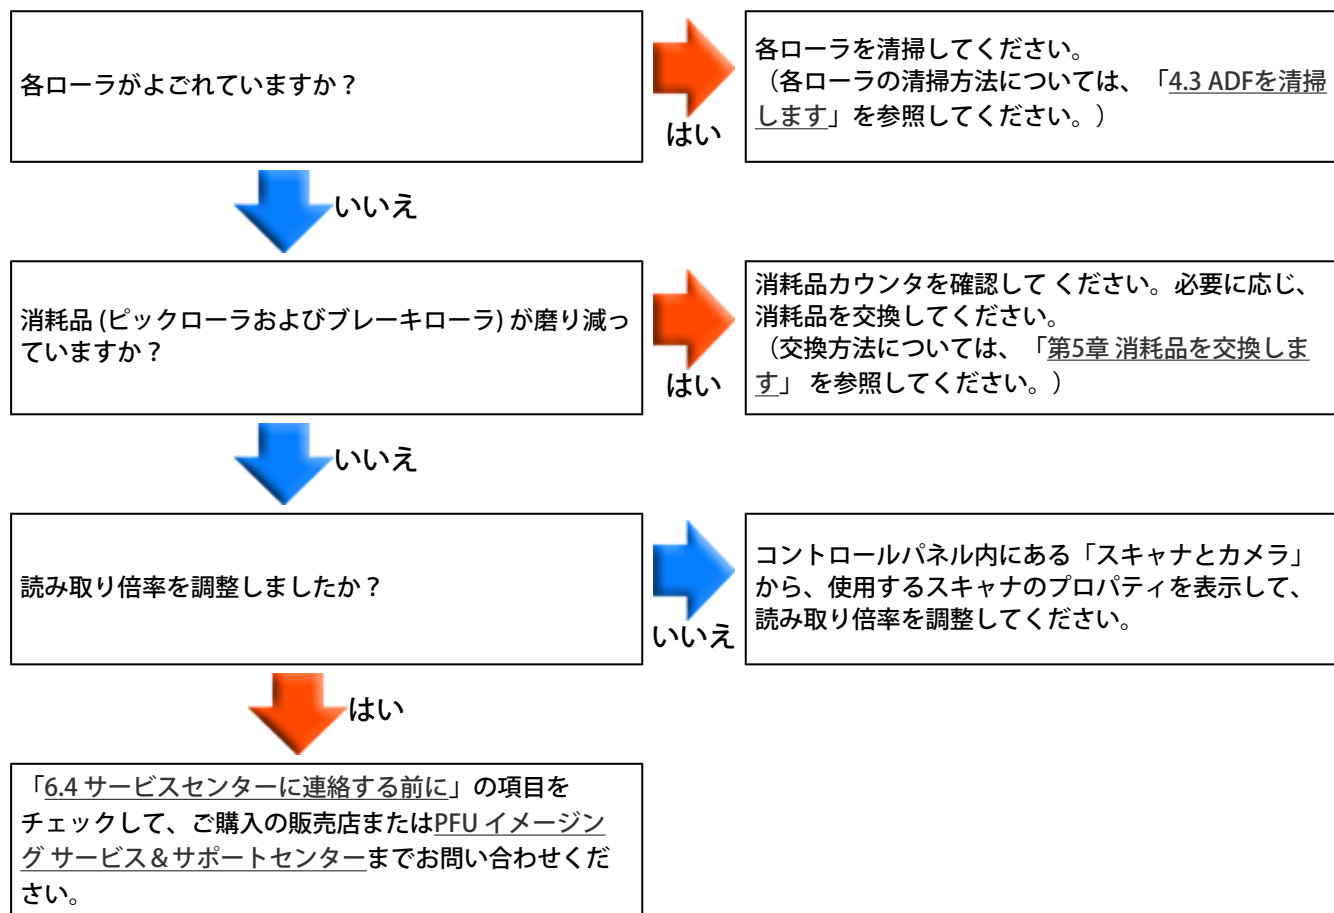 各ローラがよごれていますか？
はい
各ローラを清掃してください。
（各ローラの清掃方法については、「4.3 ADFを清掃
します」を参照してください。）
いいえ
消耗品 (ピックローラおよびブレーキローラ) が磨り減っ
ていますか？
はい
消耗品カウンタを確認して ください。必要に応じ、
消耗品を交換してください。
（交換方法については、「第5章 消耗品を交換しま
す」 を参照してください。）
いいえ
読み取り倍率を調整しましたか？
いいえ
コントロールパネル内にある「スキャナとカメラ」
から、使用するスキャナのプロパティを表示して、
読み取り倍率を調整してください。
はい
「6.4 サービスセンターに連絡する前に」の項目を
チェックして、ご購入の販売店またはPFU イメージン
グ サービス＆サポートセンターまでお問い合わせくだ
さい。